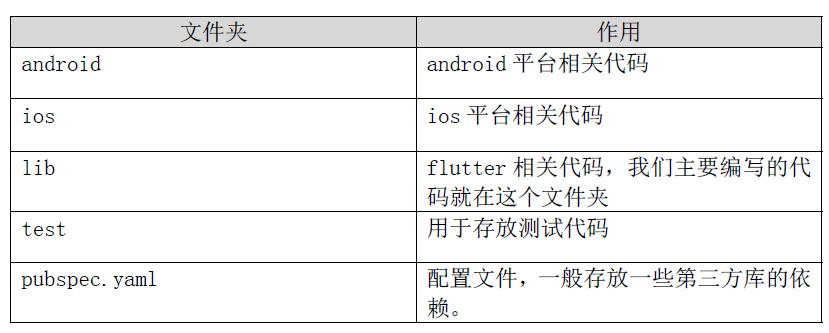 文件夹 作用
android android 平台相关代码
ios ios 平台相关代码
lib flutter 相关代码，我们主要编写的代
码就在这个文件夹
test 用于存放测试代码
pubspec.yaml 配置文件，一般存放一些第三方库的依
赖。